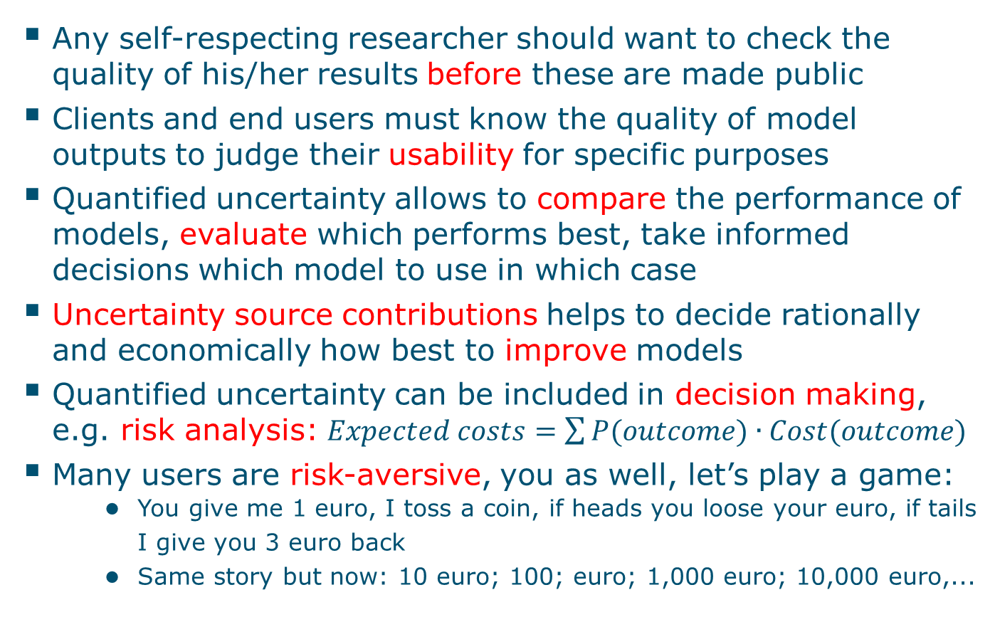 ▪ Any self-respecting researcher should want to check the
quality of his/her results before these are made public
▪ Clients and end users must know the quality of model
outputs to judge their usability for specific purposes
▪ Quantified uncertainty allows to compare the performance of
models, evaluate which performs best, take informed
decisions which model to use in which case
▪ Uncertainty source contributions helps to decide rationally
and economically how best to improve models
▪ Quantified uncertainty can be included in decision making,
e.g. risk analysis: Expected costs = ∑ P(outcome) · Cost(outcome)
▪ Many users are risk-aversive, you as well, let’s play a game:
● You give me 1 euro, I toss a coin, if heads you loose your euro, if tails
I give you 3 euro back
● Same story but now: 10 euro; 100; euro; 1,000 euro; 10,000 euro,...